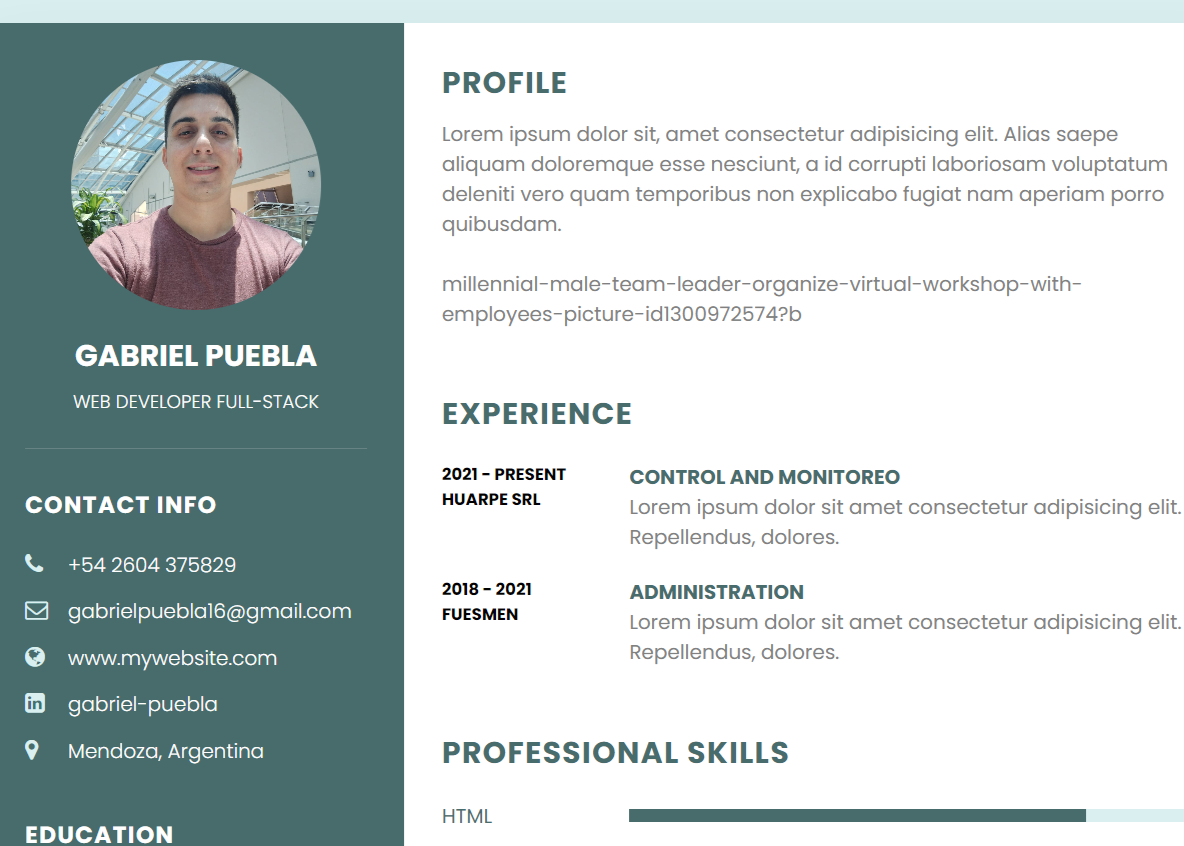 GABRIEL PUEBLA
WEB DEVELOPER FULL-STACK
CONTACT INFO
+54 2604 375829
gabrielpuebla16@gmail.com
www.mywebsite.com
gabriel-puebla
Mendoza, Argentina
EDUCATION
PROFILE
Lorem ipsum dolor sit, amet consectetur adipisicing elit. Alias saepe
aliquam doloremque esse nesciunt, a id corrupti laboriosam voluptatum
deleniti vero quam temporibus non explicabo fugiat nam aperiam porro
quibusdam.
millennial-male-team-leader-organize-virtual-workshop-with-
employees-picture-id1300972574?b
EXPERIENCE
2021 - PRESENT
HUARPE SRL
CONTROL AND MONITOREO
Lorem ipsum dolor sit amet consectetur adipisicing elit.
Repellendus, dolores.
2018 - 2021
FUESMEN
ADMINISTRATION
Lorem ipsum dolor sit amet consectetur adipisicing elit.
Repellendus, dolores.
PROFESSIONAL SKILLS
HTML